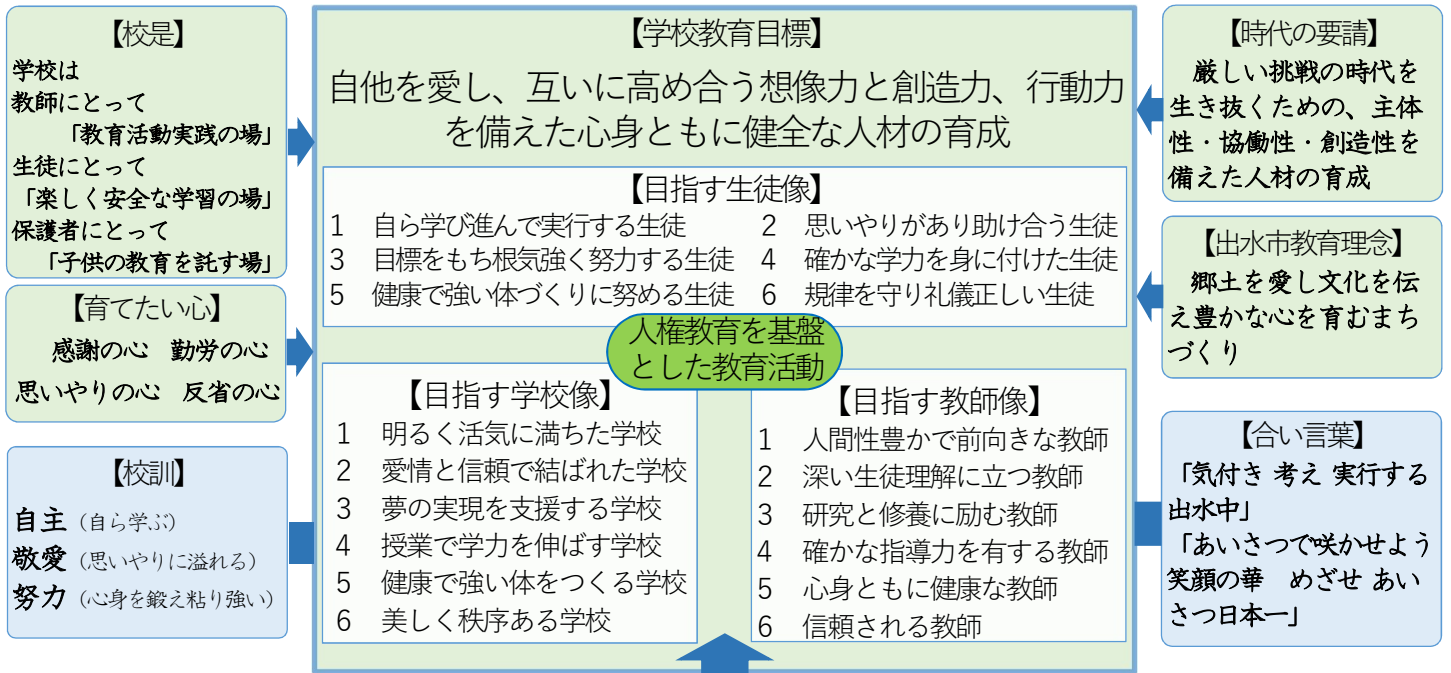 【校是】
学校は
教師にとって
「教育活動実践の場」
生徒にとって
「楽しく安全な学習の場」
保護者にとって
「子供の教育を託す場」
【育てたい心】
感謝の心 勤労の心
思いやりの心 反省の心
【校訓】
自主（自ら学ぶ）
敬愛（思いやりに溢れる）
努力（心身を鍛え粘り強い）
【学校教育目標】
自他を愛し、互いに高め合う想像力と創造力、行動力
を備えた心身ともに健全な人材の育成
【目指す生徒像】
1 自ら学び進んで実行する生徒 2 思いやりがあり助け合う生徒
3 目標をもち根気強く努力する生徒 4 確かな学力を身に付けた生徒
5 健康で強い体づくりに努める生徒 6 規律を守り礼儀正しい生徒
人権教育を基盤
とした教育活動
【目指す学校像】
1 明るく活気に満ちた学校
2 愛情と信頼で結ばれた学校
3 夢の実現を支援する学校
4 授業で学力を伸ばす学校
5 健康で強い体をつくる学校
6 美しく秩序ある学校
【目指す教師像】
1 人間性豊かで前向きな教師
2 深い生徒理解に立つ教師
3 研究と修養に励む教師
4 確かな指導力を有する教師
5 心身ともに健康な教師
6 信頼される教師
【時代の要請】
厳しい挑戦の時代を
生き抜くための、主体
性・協働性・創造性を
備えた人材の育成
【出水市教育理念】
郷土を愛し文化を伝
え豊かな心を育むまち
づくり
【合い言葉】
「気付き 考え 実行する
出水中」
「あいさつで咲かせよう
笑顔の華 めざせ あい
さつ日本一」